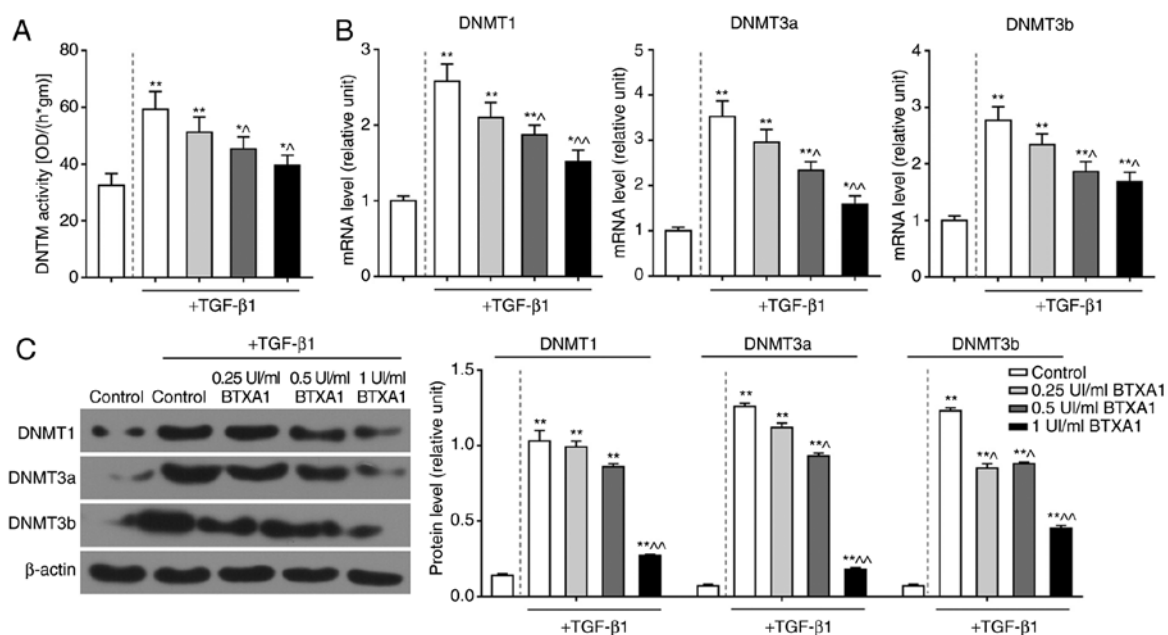 A
DNTM activity [OD/(h*gm)]
80
60
40
20
0
**
**
*^
*^
+TGF-β1
B
DNMT1
mRNA level (relative unit)
3
2
1
0
**
**
**^
*^^
+TGF-β1
DNMT3a
mRNA level (relative unit)
5
4
3
2
1
0
**
**
**^
*^^
+TGF-β1
DNMT3b
mRNA level (relative unit)
4
3
2
1
0
**
**
**^
**^
+TGF-β1
C
+TGF-β1
0.25 UI/ml 0.5 UI/ml 1 UI/ml
Control Control BTXA1 BTXA1 BTXA1
DNMT1
DNMT3a
DNMT3b
β-actin
Protein level (relative unit)
1.5
1.0
0.5
0.0
DNMT1
**
**
**
**^^
+TGF-β1
DNMT3a
**
**
**^
**^^
+TGF-β1
DNMT3b
**
**^
**^
**^^
+TGF-β1
Control
0.25 UI/ml BTXA1
0.5 UI/ml BTXA1
1 UI/ml BTXA1